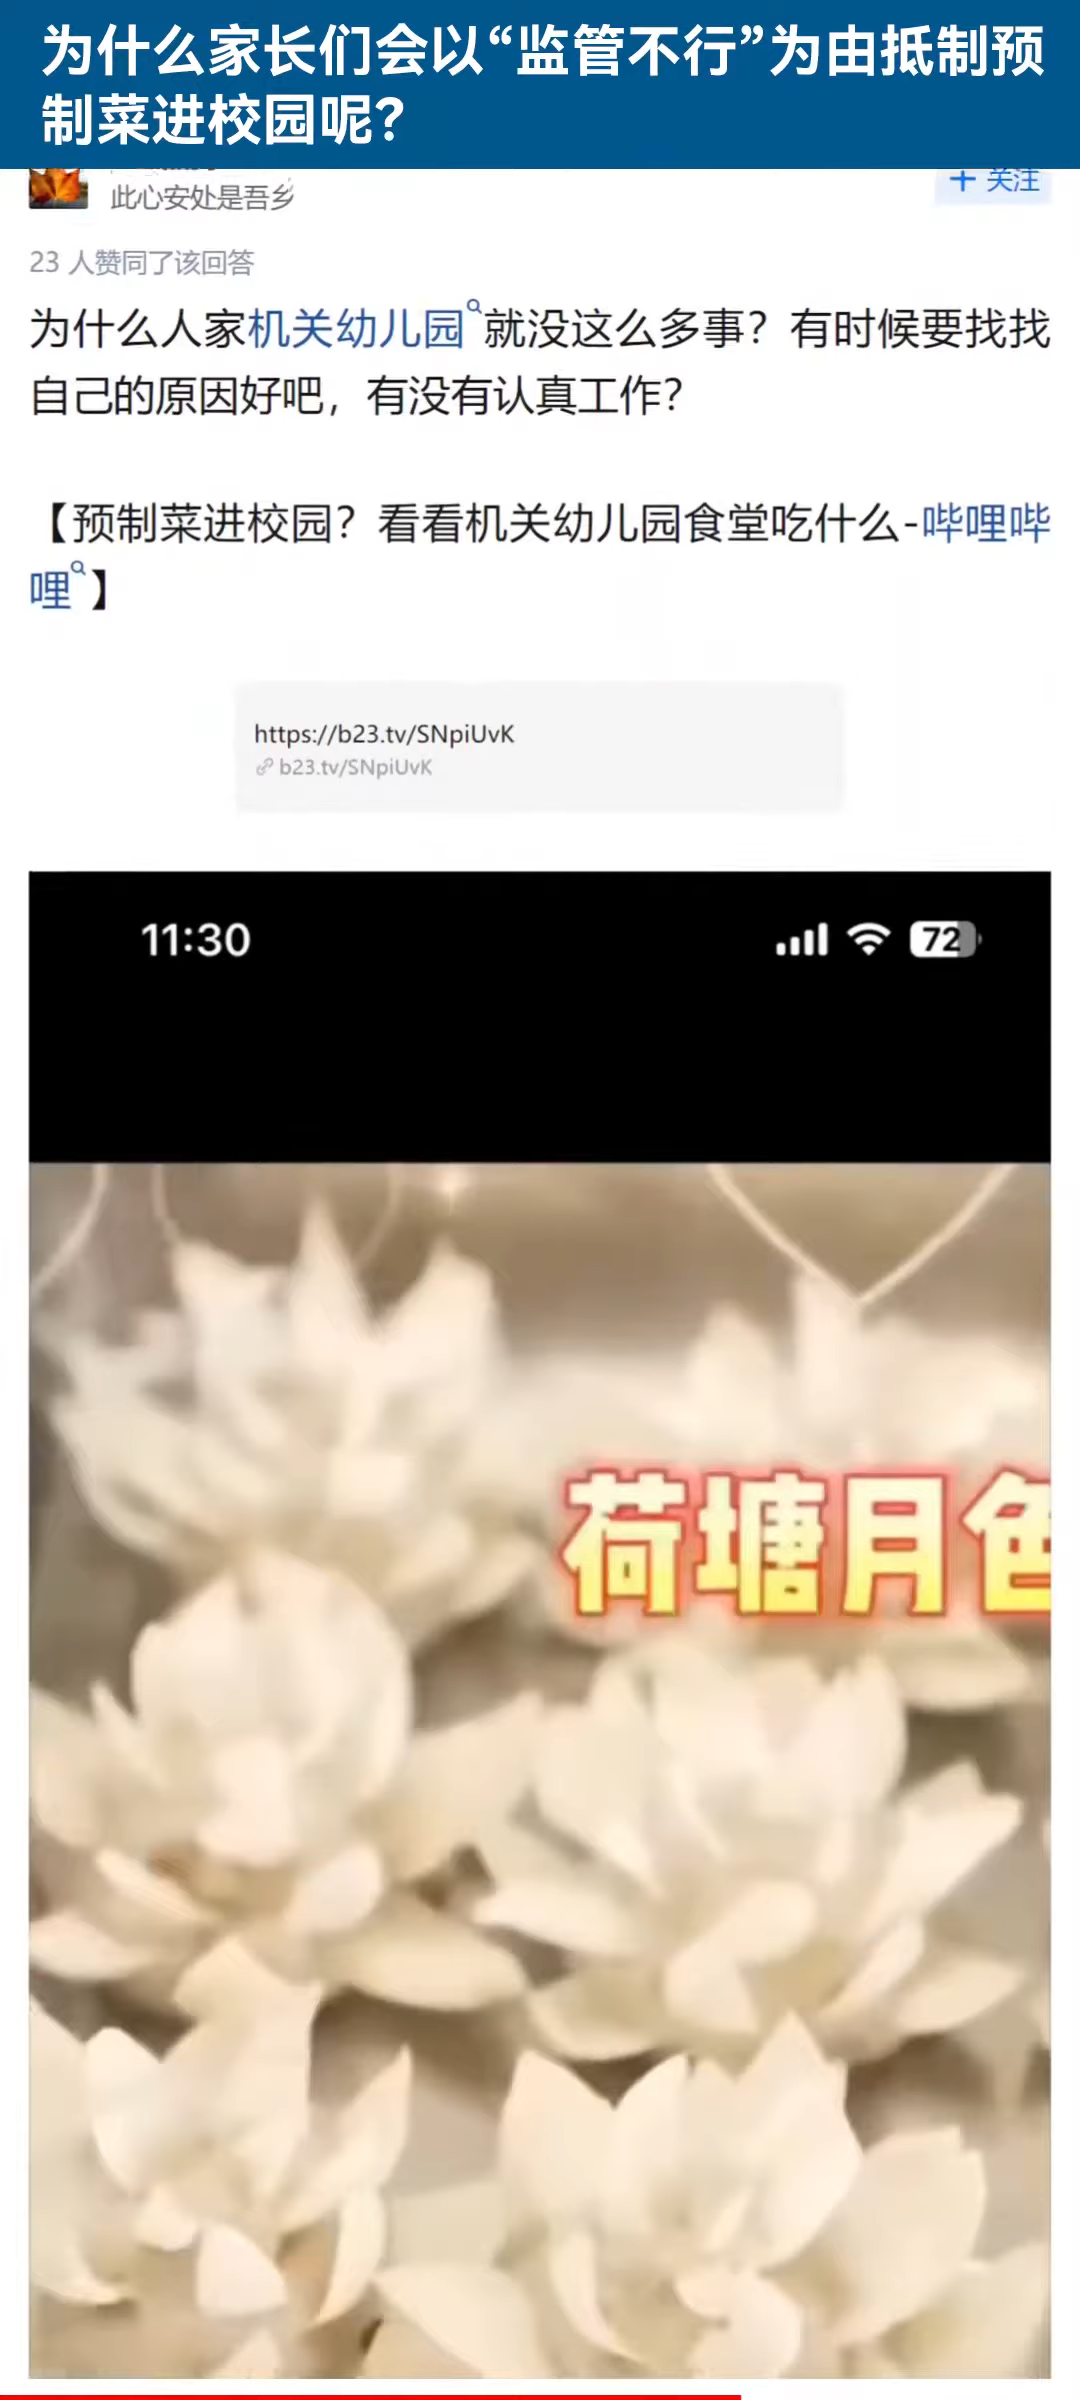 为什么家长们会以“监管不行”为由抵制预
制菜进校园呢？
此心安处是吾乡
+ 关注
23 人赞同了该回答
为什么人家机关幼儿园就没这么多事？有时候要找找
自己的原因好吧，有没有认真工作？
【预制菜进校园？看看机关幼儿园食堂吃什么-哔哩哔
哩】
https://b23.tv/SNpiUvK
b23.tv/SNpiUvK
11:30
72
荷塘月色